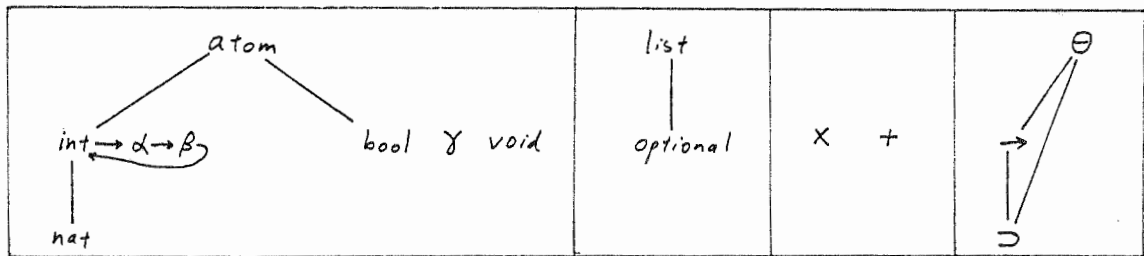 atom list Θ
int → α → β bool γ void optional × + →
nat ⊃